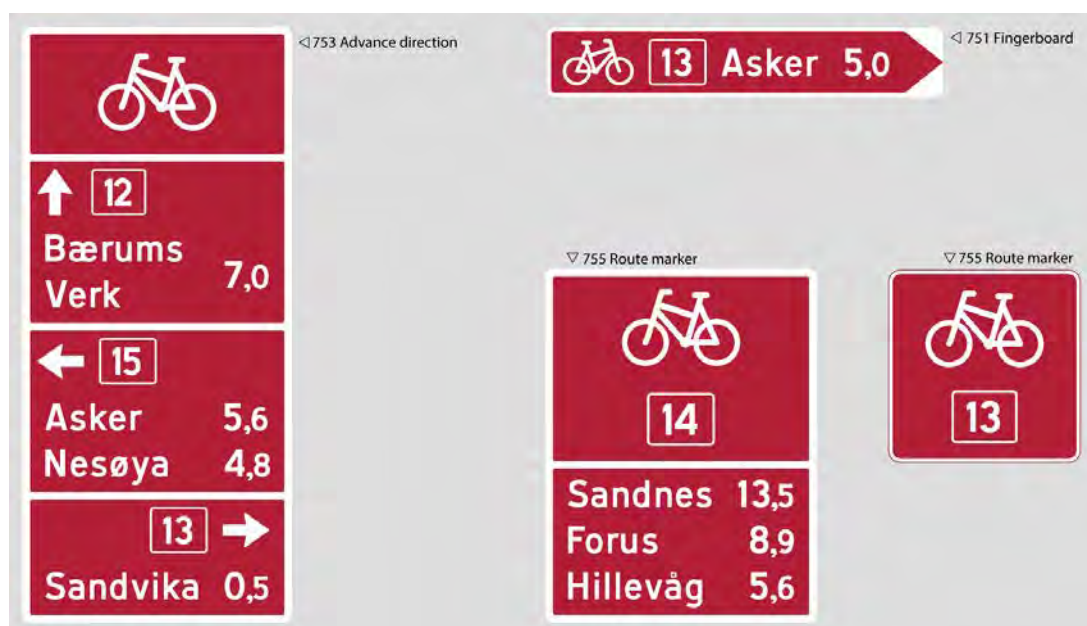 ◁ 753 Advance direction
12
Bærums
Verk 7,0
15
Asker 5,6
Nesøya 4,8
13
Sandvika 0,5
◁ 751 Fingerboard
13 Asker 5,0
▽ 755 Route marker
14
Sandnes 13,5
Forus 8,9
Hillevåg 5,6
▽ 755 Route marker
13